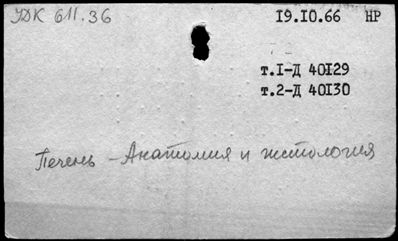 УДК 611.36
19.10.66 НР
т.1-Д 40129
т.2-Д 40130
Печень – Анатомия и гистология